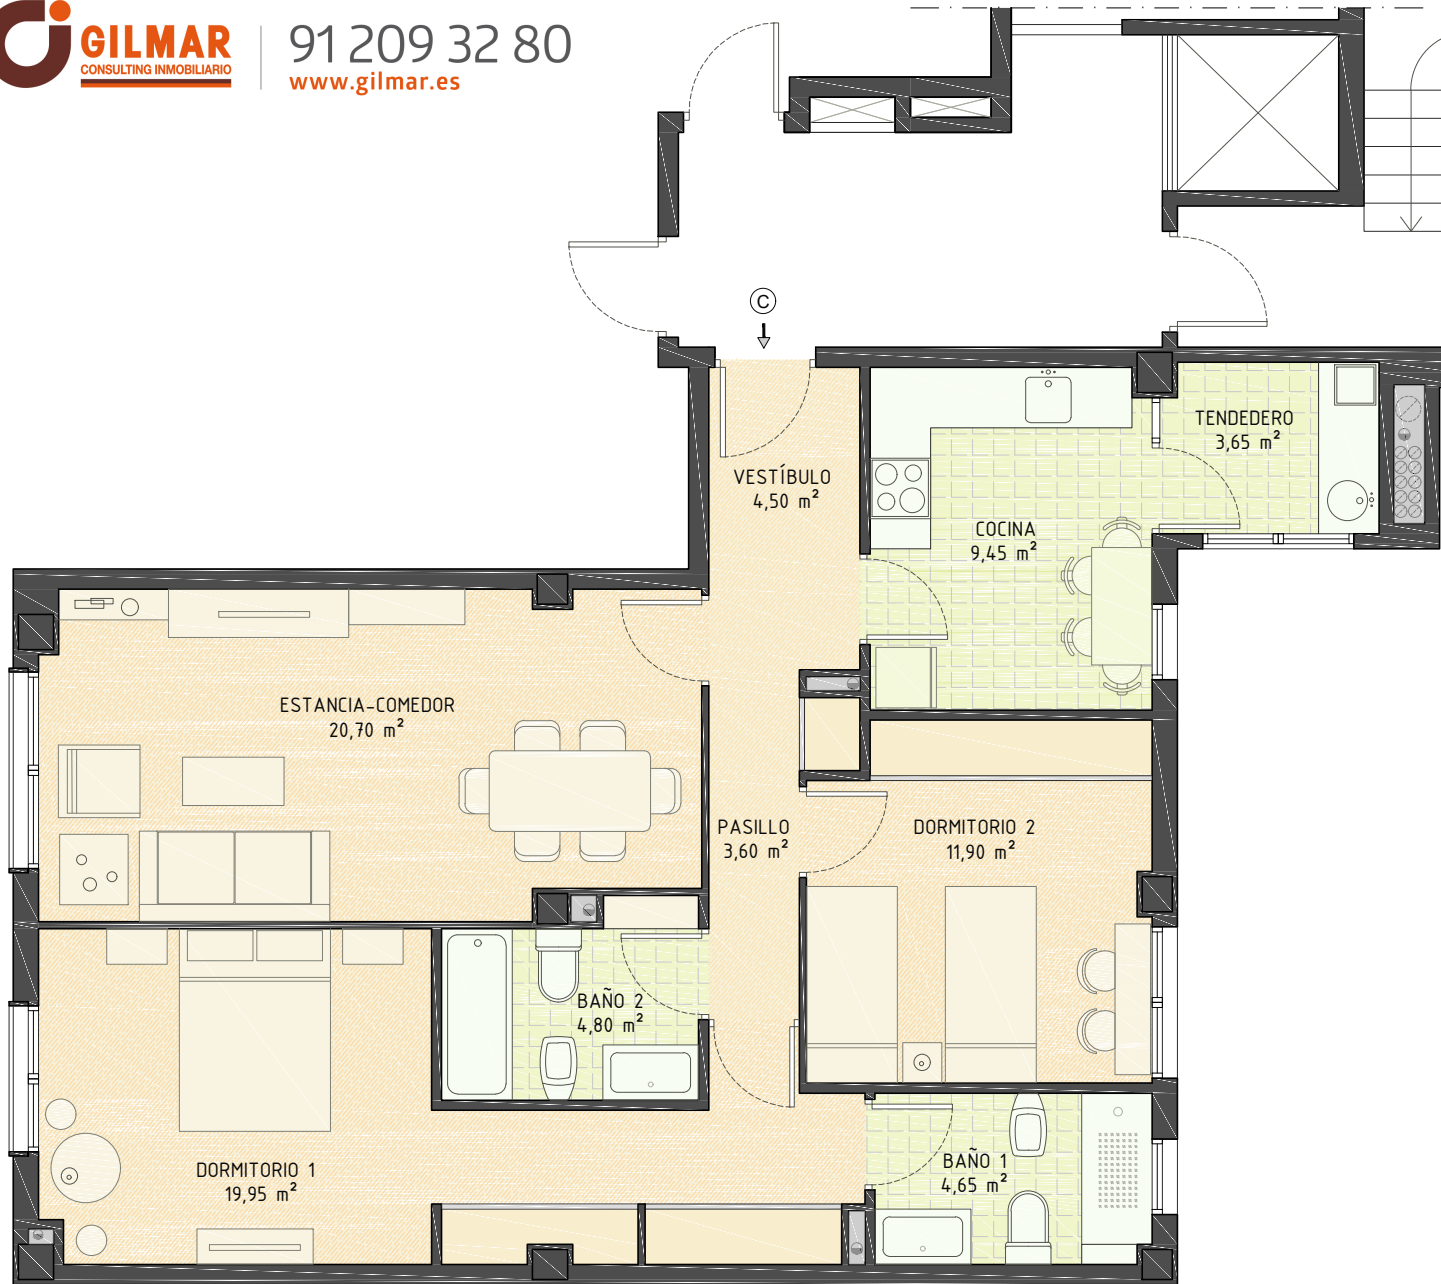 GILMAR
CONSULTING INMOBILIARIO
91 209 32 80
www.gilmar.es
C
TENDEDERO
3,65 m²
VESTÍBULO
4,50 m²
COCINA
9,45 m²
ESTANCIA-COMEDOR
20,70 m²
PASILLO
3,60 m²
DORMITORIO 2
11,90 m²
BAÑO 2
4,80 m²
DORMITORIO 1
19,95 m²
BAÑO 1
4,65 m²